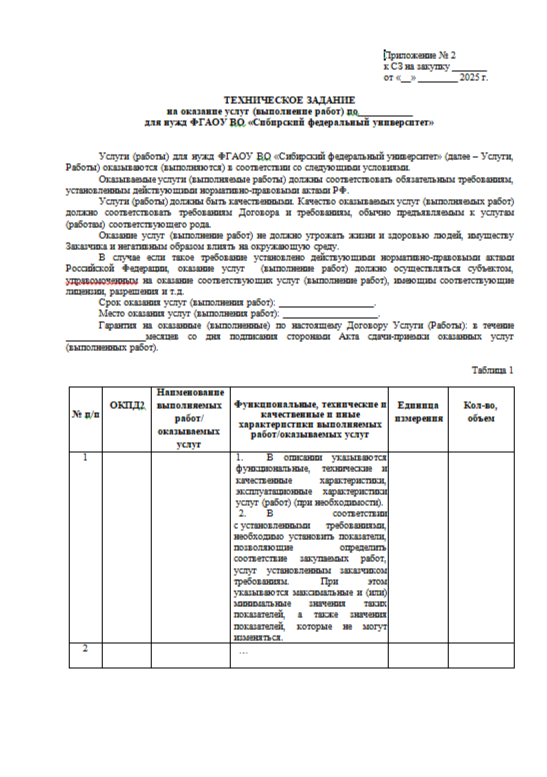 Приложение № 2
к СЗ на закупку _______
от «__» ________ 2025 г.
ТЕХНИЧЕСКОЕ ЗАДАНИЕ
на оказание услуг (выполнение работ) по___________
для нужд ФГАОУ ВО «Сибирский федеральный университет»
Услуги (работы) для нужд ФГАОУ ВО «Сибирский федеральный университет» (далее – Услуги,
Работы) оказываются (выполняются) в соответствии со следующими условиями.
Оказываемые услуги (выполняемые работы) должны соответствовать обязательным требованиям,
установленным действующими нормативно-правовыми актами РФ.
Услуги (работы) должны быть качественными. Качество оказываемых услуг (выполняемых работ)
должно соответствовать требованиям Договора и требованиям, обычно предъявляемым к услугам
(работам) соответствующего рода.
Оказание услуг (выполнение работ) не должно угрожать жизни и здоровью людей, имуществу
Заказчика и негативным образом влиять на окружающую среду.
В случае если такое требование установлено действующими нормативно-правовыми актами
Российской Федерации, оказание услуг (выполнение работ) должно осуществляться субъектом,
управомоченным на оказание соответствующих услуг (выполнение работ), имеющим соответствующие
лицензии, разрешения и т.д.
Срок оказания услуг (выполнения работ): ___________________.
Место оказания услуг (выполнения работ): ___________________.
Гарантия на оказанные (выполненные) по настоящему Договору Услуги (Работы): в течение
________________месяцев со дня подписания сторонами Акта сдачи-приемки оказанных услуг
(выполненных работ).
Таблица 1
№ п/п
ОКПД2
Наименование
выполняемых
работ/
оказываемых
услуг
Функциональные, технические и
качественные и иные
характеристики выполняемых
работ/оказываемых услуг
Единица
измерения
Кол-во,
объем
1
1. В описании указываются
функциональные, технические и
качественные характеристики,
эксплуатационные характеристики
услуг (работ) (при необходимости).
2. В соответствии
с установленными требованиями,
необходимо установить показатели,
позволяющие определить
соответствие закупаемых работ,
услуг установленным заказчиком
требованиям. При этом
указываются максимальные и (или)
минимальные значения таких
показателей, а также значения
показателей, которые не могут
изменяться.
2
…